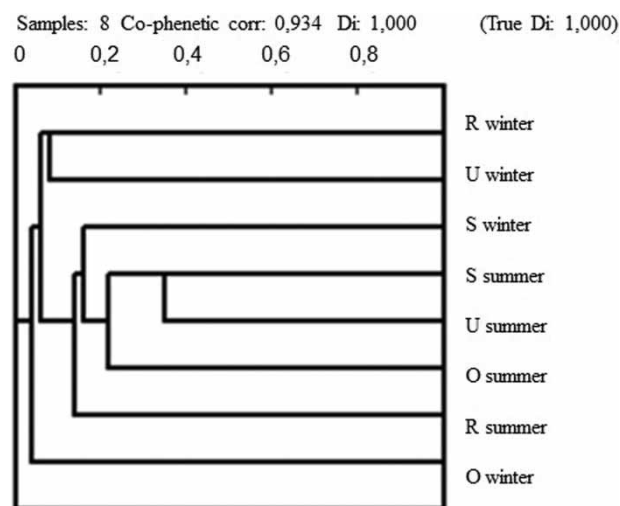 Samples: 8 Co-phenetic corr: 0,934 Di: 1,000 (True Di: 1,000)
0 0,2 0,4 0,6 0,8
R winter
U winter
S winter
S summer
U summer
O summer
R summer
O winter